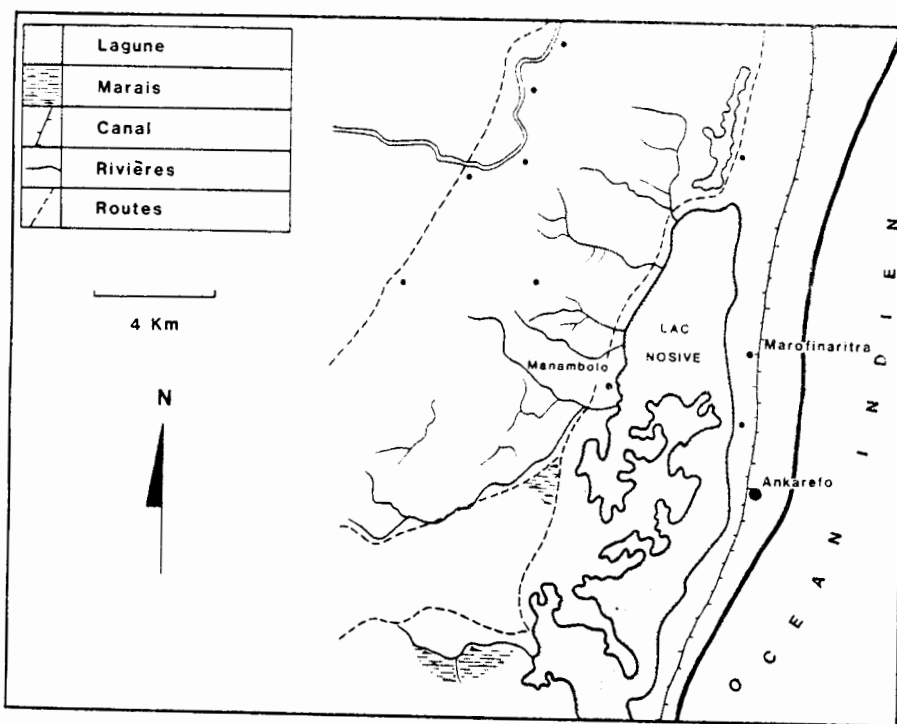 Lagune
Marais
Canal
Rivières
Routes
4 Km
N
LAC
NOSIVE
Manambolo
Marofinaritra
Ankarefo
OCEAN INDIEN